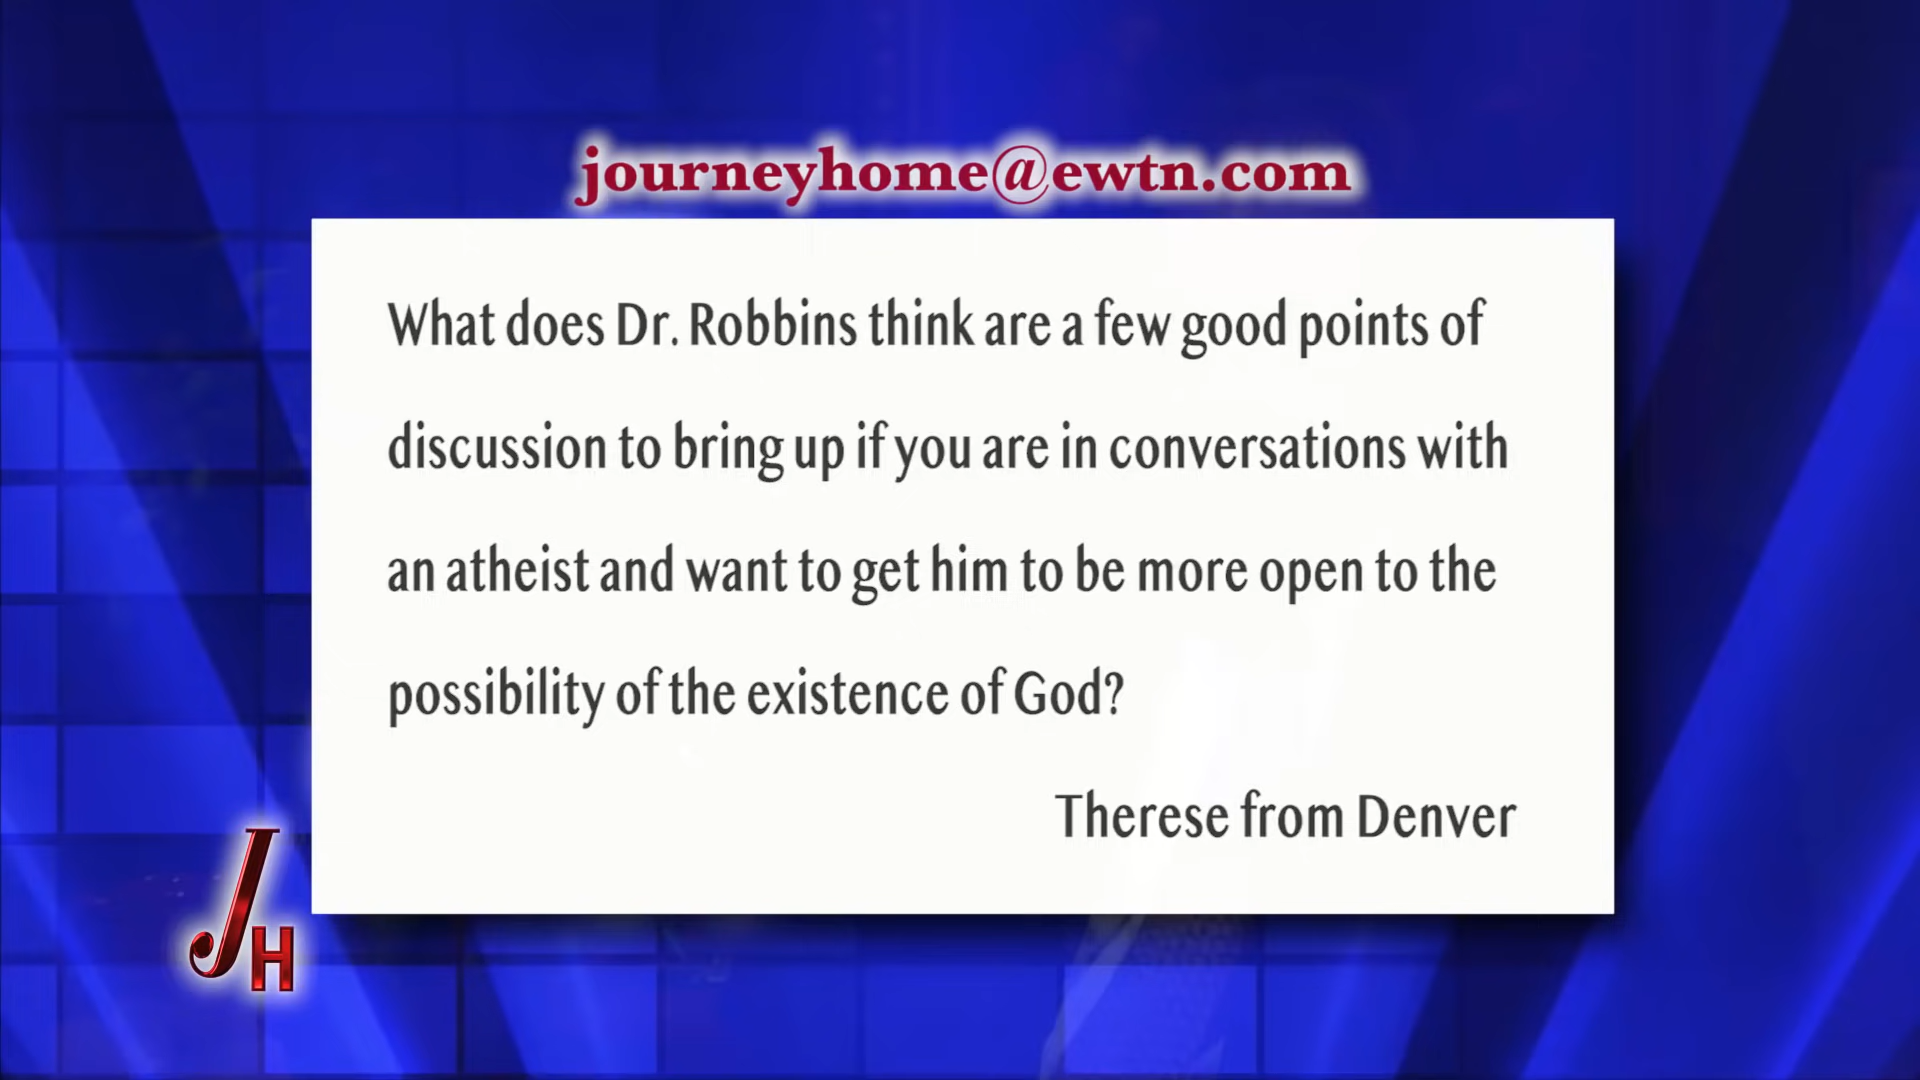 journeyhome@ewtn.com
What does Dr. Robbins think are a few good points of
discussion to bring up if you are in conversations with
an atheist and want to get him to be more open to the
possibility of the existence of God?
Therese from Denver
JH